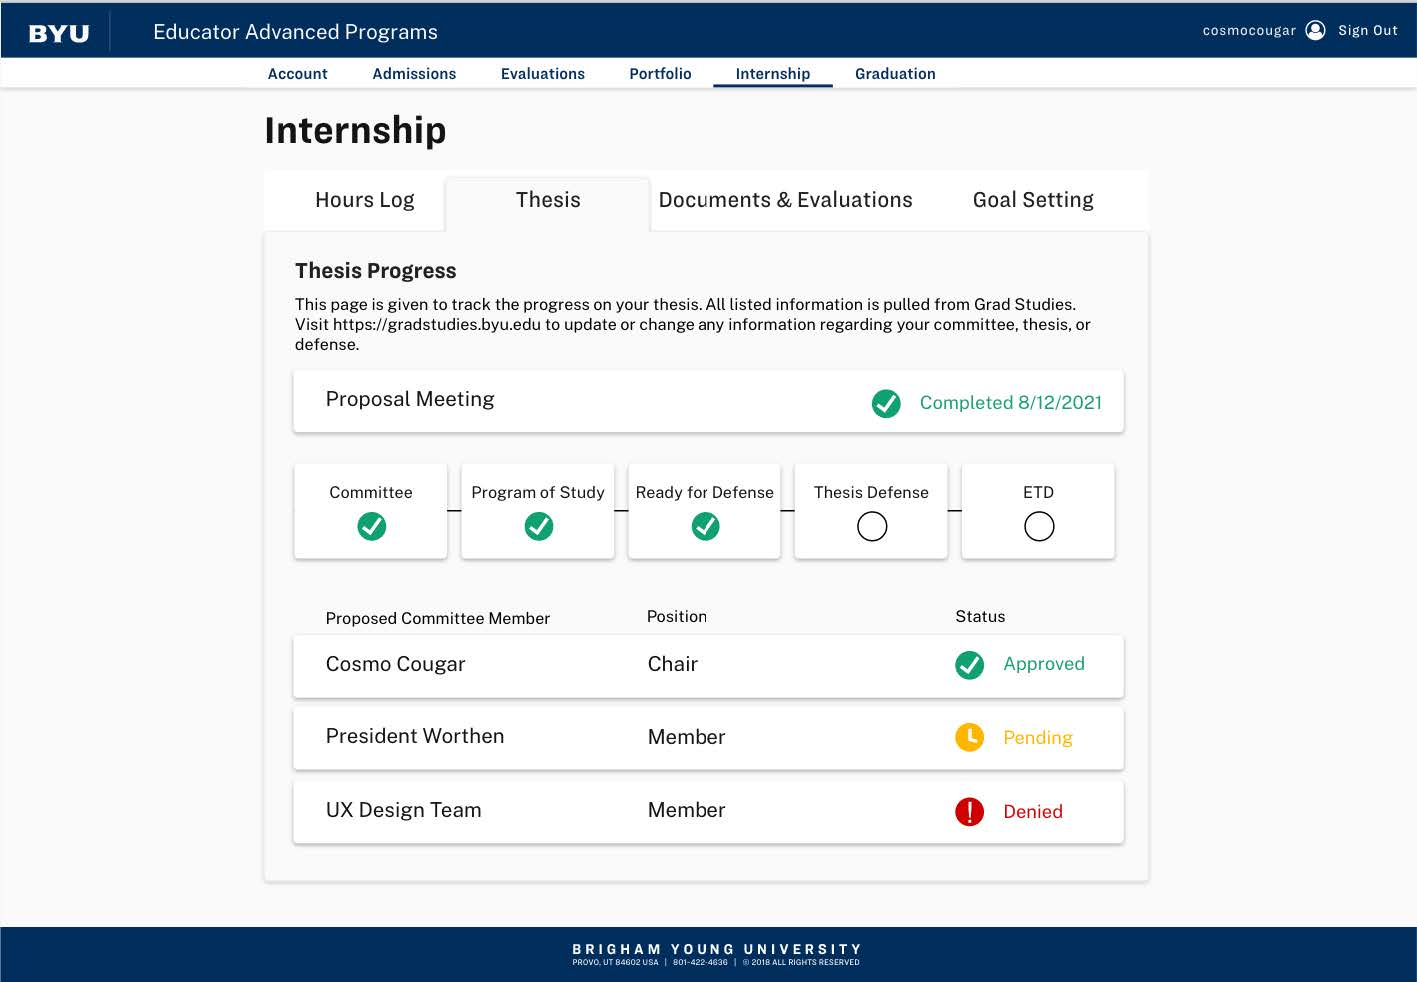 BYU
Educator Advanced Programs
cosmocougar Sign Out
Account Admissions Evaluations Portfolio Internship Graduation
Internship
Hours Log Thesis Documents & Evaluations Goal Setting
Thesis Progress
This page is given to track the progress on your thesis. All listed information is pulled from Grad Studies.
Visit https://gradstudies.byu.edu to update or change any information regarding your committee, thesis, or
defense.
Proposal Meeting Completed 8/12/2021
Committee Program of Study Ready for Defense Thesis Defense ETD
Proposed Committee Member Position Status
Cosmo Cougar Chair Approved
President Worthen Member Pending
UX Design Team Member Denied
BRIGHAM YOUNG UNIVERSITY
PROVO, UT 84602 USA | 801-422-4636 | © 2018 ALL RIGHTS RESERVED